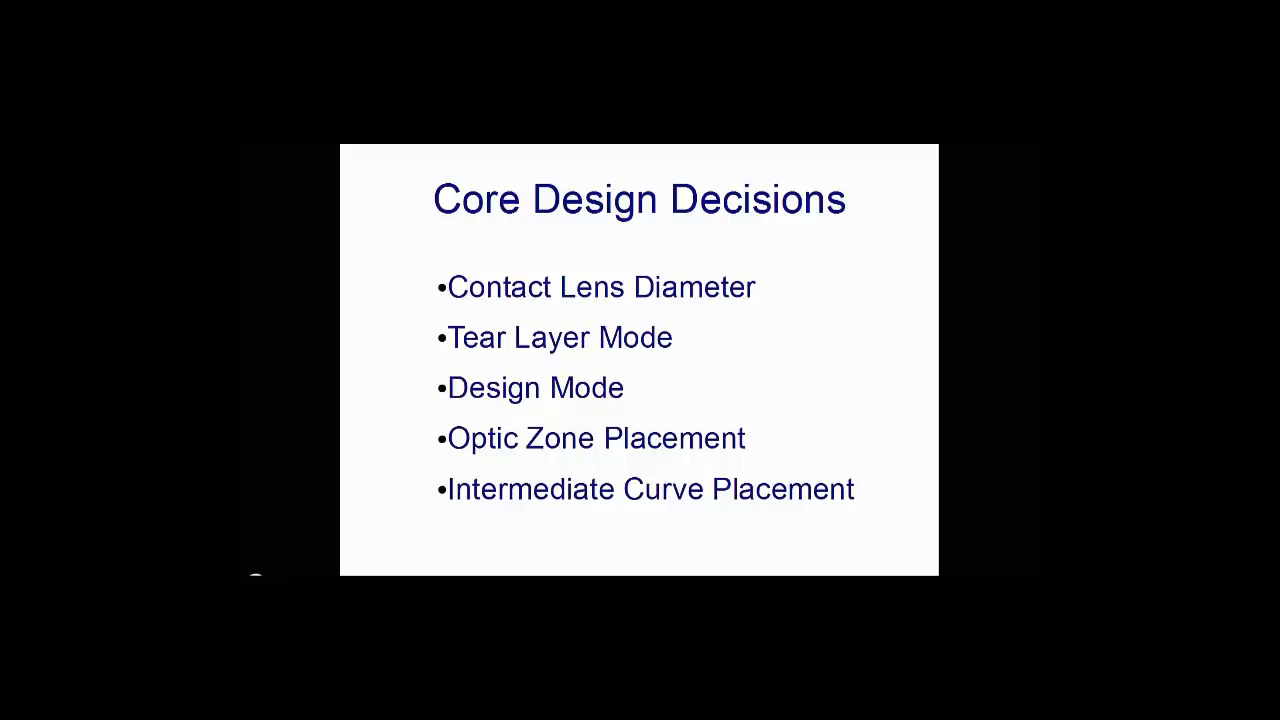 Core Design Decisions
•Contact Lens Diameter
•Tear Layer Mode
•Design Mode
•Optic Zone Placement
•Intermediate Curve Placement